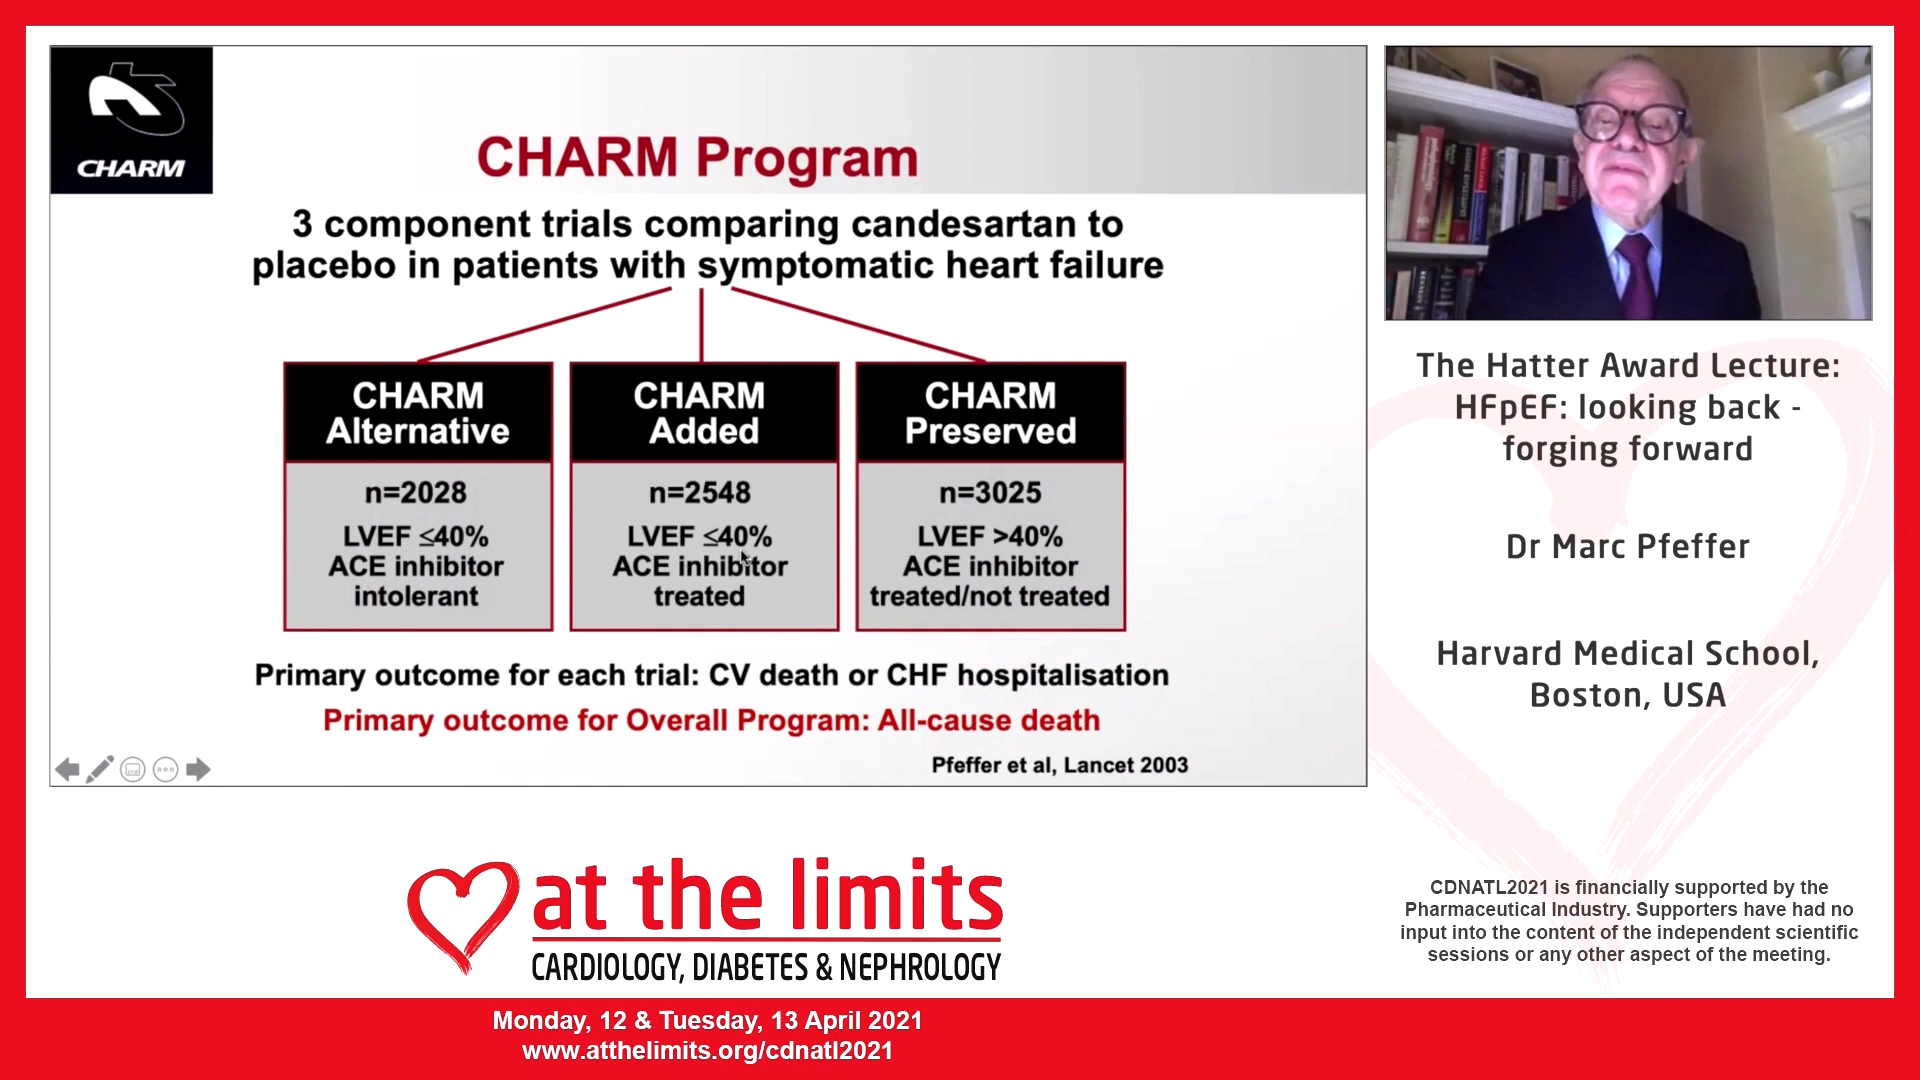 CHARM
CHARM Program
3 component trials comparing candesartan to
placebo in patients with symptomatic heart failure
CHARM
Alternative
n=2028
LVEF ≤40%
ACE inhibitor
intolerant
CHARM
Added
n=2548
LVEF ≤40%
ACE inhibitor
treated
CHARM
Preserved
n=3025
LVEF >40%
ACE inhibitor
treated/not treated
Primary outcome for each trial: CV death or CHF hospitalisation
Primary outcome for Overall Program: All-cause death
Pfeffer et al, Lancet 2003
The Hatter Award Lecture:
HFpEF: looking back -
forging forward
Dr Marc Pfeffer
Harvard Medical School,
Boston, USA
CDNATL2021 is financially supported by the
Pharmaceutical Industry. Supporters have had no
input into the content of the independent scientific
sessions or any other aspect of the meeting.
at the limits
CARDIOLOGY, DIABETES & NEPHROLOGY
Monday, 12 & Tuesday, 13 April 2021
www.atthelimits.org/cdnatl2021